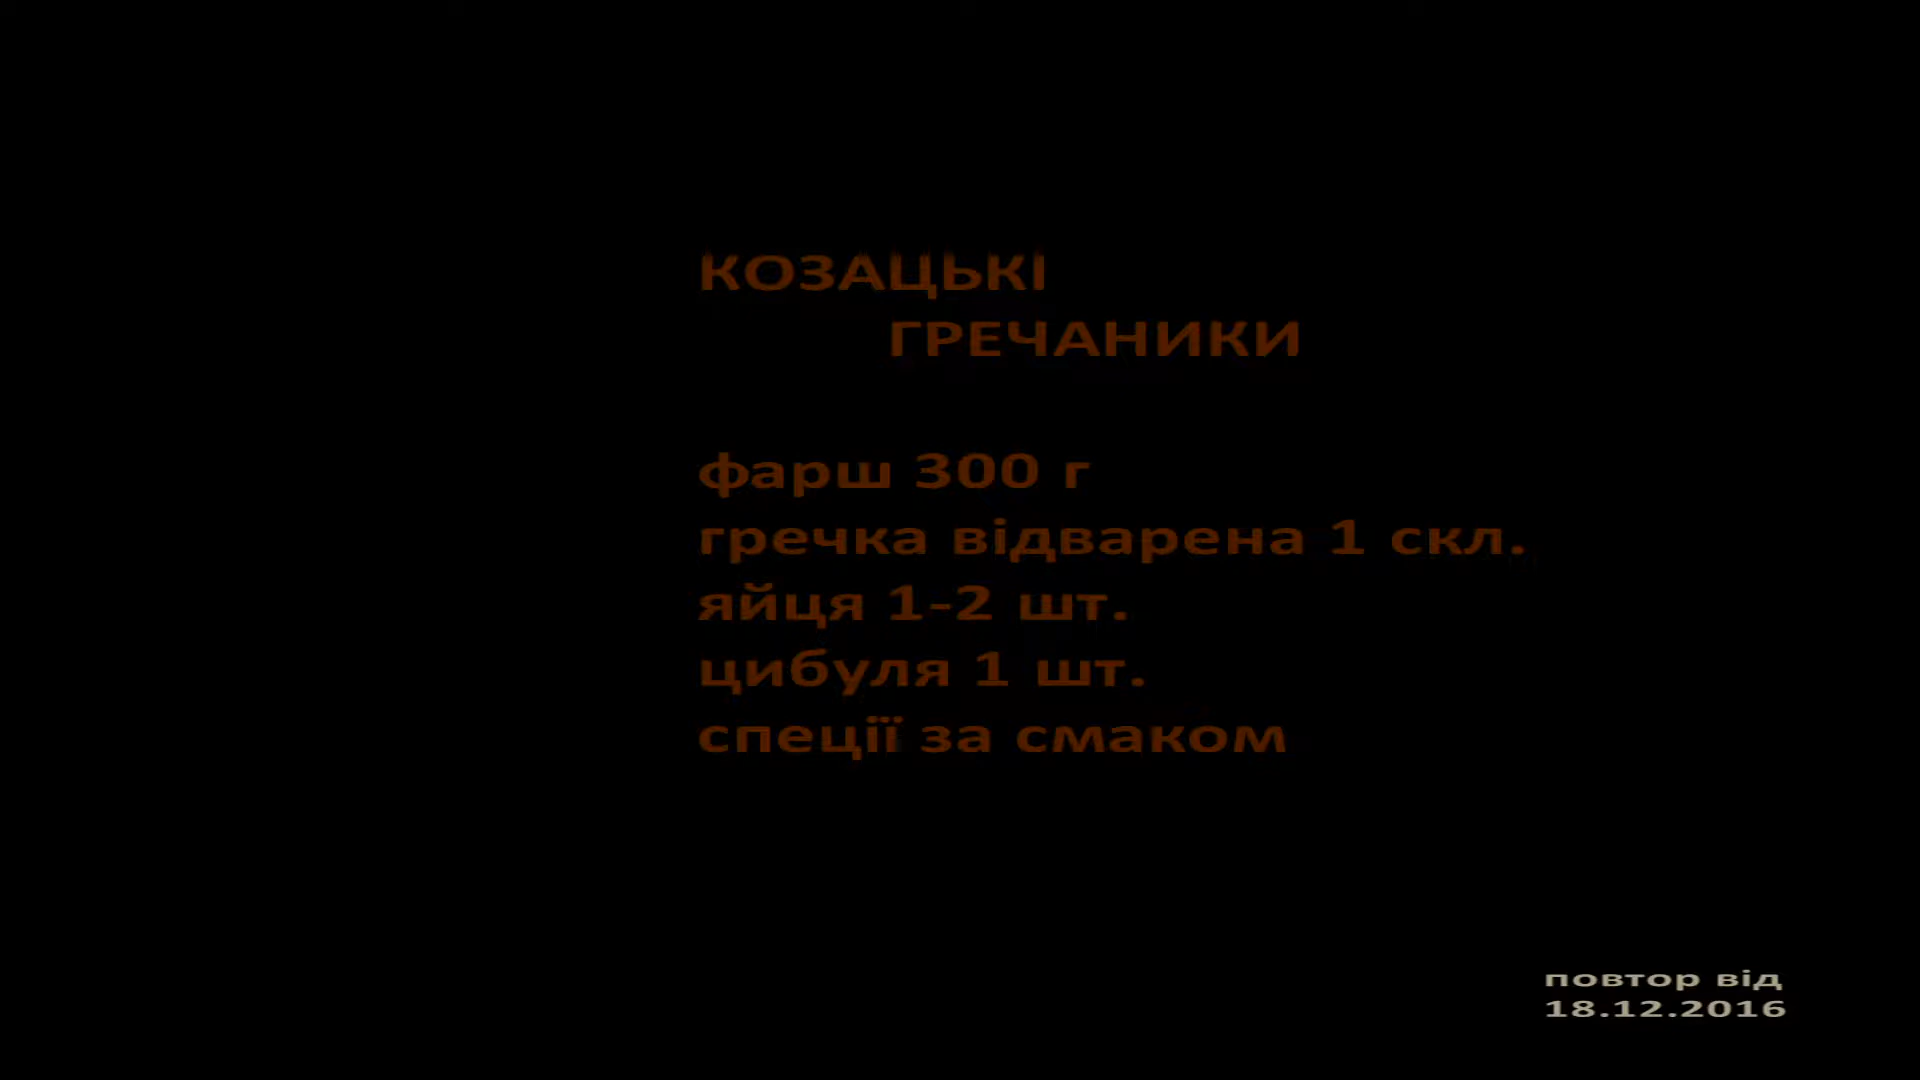 КОЗАЦЬКІ
ГРЕЧАНИКИ
фарш 300 г
гречка відварена 1 скл.
яйця 1-2 шт.
цибуля 1 шт.
спеції за смаком
повтор від
18.12.2016